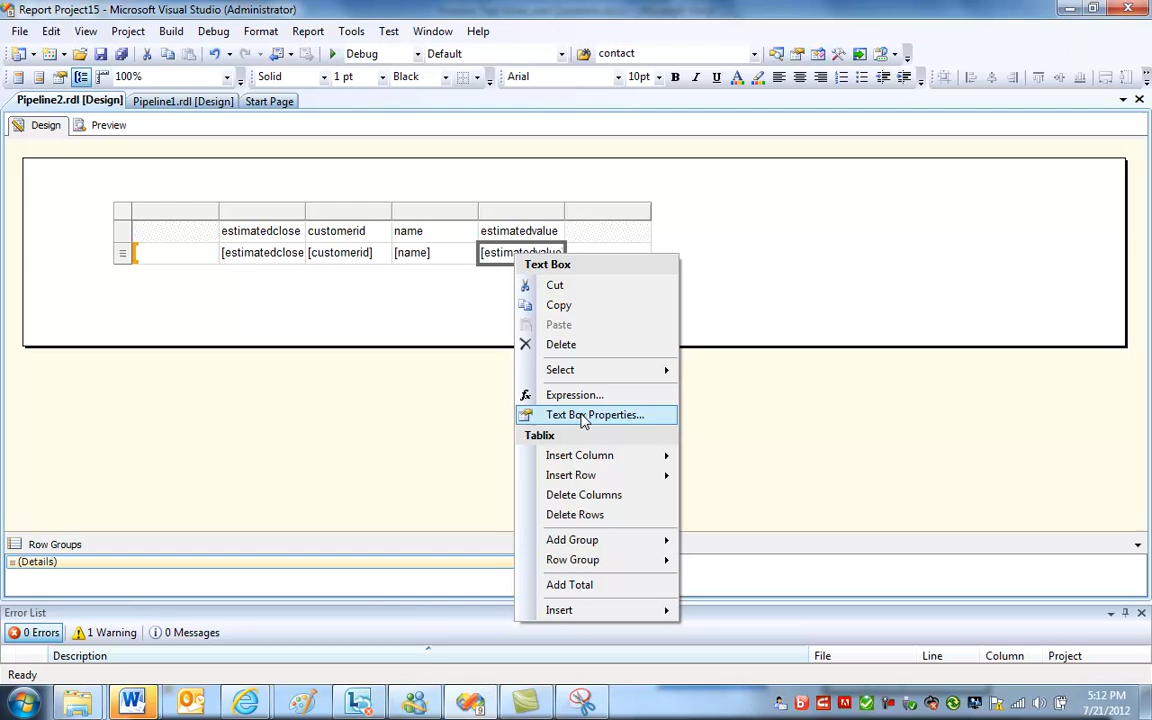 Report Project15 - Microsoft Visual Studio (Administrator)
File Edit View Project Build Debug Format Report Tools Test Window Help
Debug Default contact
100% Solid 1 pt Black Arial 10pt B I U A
Pipeline2.rdl [Design] Pipeline1.rdl [Design] Start Page
Design Preview
estimatedclose customerid name estimatedvalue
[estimatedclose [customerid] [name] [estimatedvalue
Text Box
Cut
Copy
Paste
Delete
Select
fx Expression...
Text Box Properties...
Tablix
Insert Column
Insert Row
Delete Columns
Delete Rows
Add Group
Row Group
Add Total
Insert
Row Groups
(Details)
Error List
0 Errors 1 Warning 0 Messages
Description File Line Column Project
Ready
5:12 PM
7/21/2012